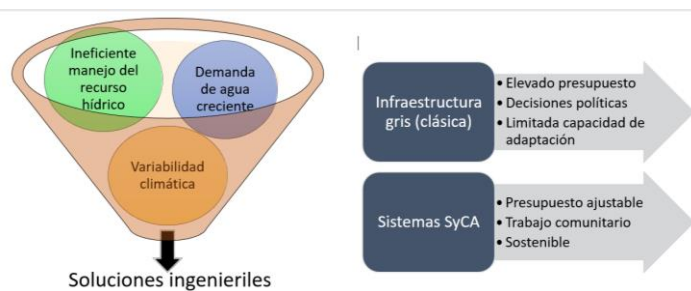 Ineficiente
manejo del
recurso
hídrico
Demanda
de agua
creciente
Variabilidad
climática
Soluciones ingenieriles
Infraestructura
gris (clásica)
• Elevado presupuesto
• Decisiones políticas
• Limitada capacidad de
adaptación
Sistemas SyCA
• Presupuesto ajustable
• Trabajo comunitario
• Sostenible